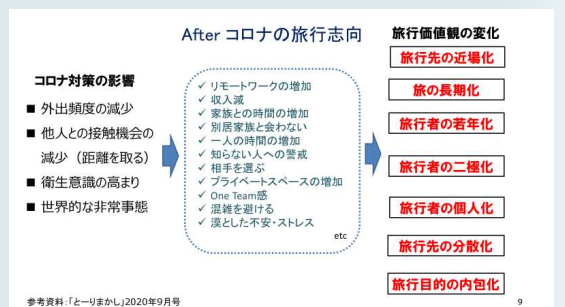 After コロナの旅行志向
コロナ対策の影響
■ 外出頻度の減少
■ 他人との接触機会の
減少（距離を取る）
■ 衛生意識の高まり
■ 世界的な非常事態
✓ リモートワークの増加
✓ 収入減
✓ 家族との時間の増加
✓ 別居家族と会わない
✓ 一人の時間の増加
✓ 知らない人への警戒
✓ 相手を選ぶ
✓ プライベートスペースの増加
✓ One Team感
✓ 混雑を避ける
✓ 漠とした不安・ストレス
etc
旅行価値観の変化
旅行先の近場化
旅の長期化
旅行者の若年化
旅行者の二極化
旅行者の個人化
旅行先の分散化
旅行目的の内包化
参考資料：「とーりまかし」2020年9月号
9